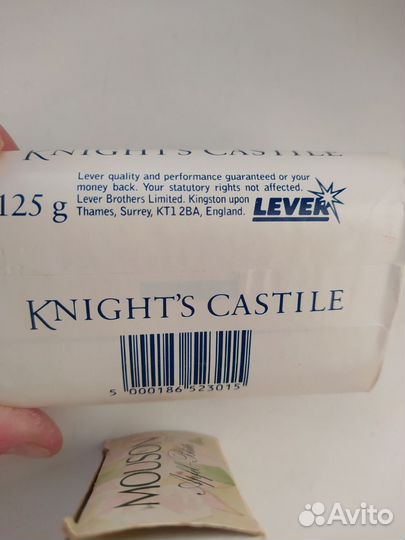 KNIGHT'S CASTILE
125 g
Lever quality and performance guaranteed or your
money back. Your statutory rights not affected.
Lever Brothers Limited. Kingston upon
Thames, Surrey, KT1 2BA, England.
LEVER
KNIGHT'S CASTILE
5 000186 523015
MOUSON
Avito